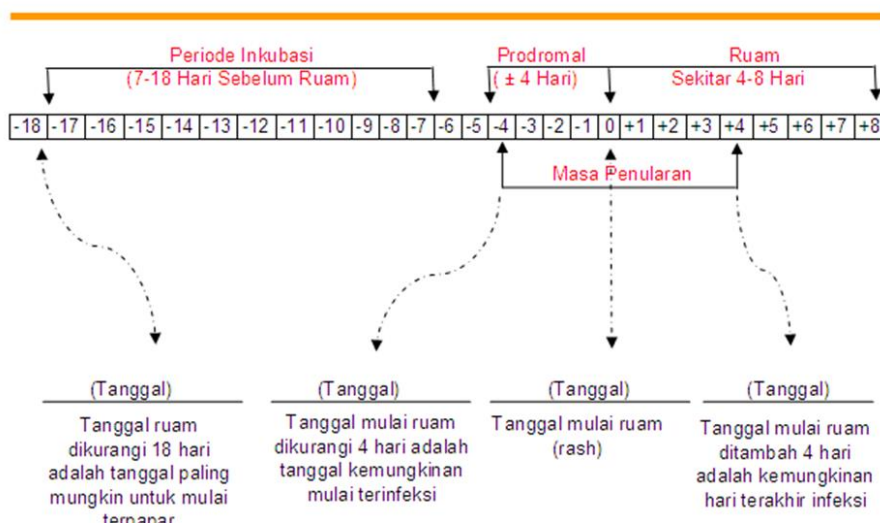 Periode Inkubasi
(7-18 Hari Sebelum Ruam)
Prodromal
( ± 4 Hari)
Ruam
Sekitar 4-8 Hari
-18 -17 -16 -15 -14 -13 -12 -11 -10 -9 -8 -7 -6 -5 -4 -3 -2 -1 0 +1 +2 +3 +4 +5 +6 +7 +8
Masa Penularan
(Tanggal)
Tanggal ruam
dikurangi 18 hari
adalah tanggal paling
mungkin untuk mulai
terpapar
(Tanggal)
Tanggal mulai ruam
dikurangi 4 hari adalah
tanggal kemungkinan
mulai terinfeksi
(Tanggal)
Tanggal mulai ruam
(rash)
(Tanggal)
Tanggal mulai ruam
ditambah 4 hari
adalah kemungkinan
hari terakhir infeksi